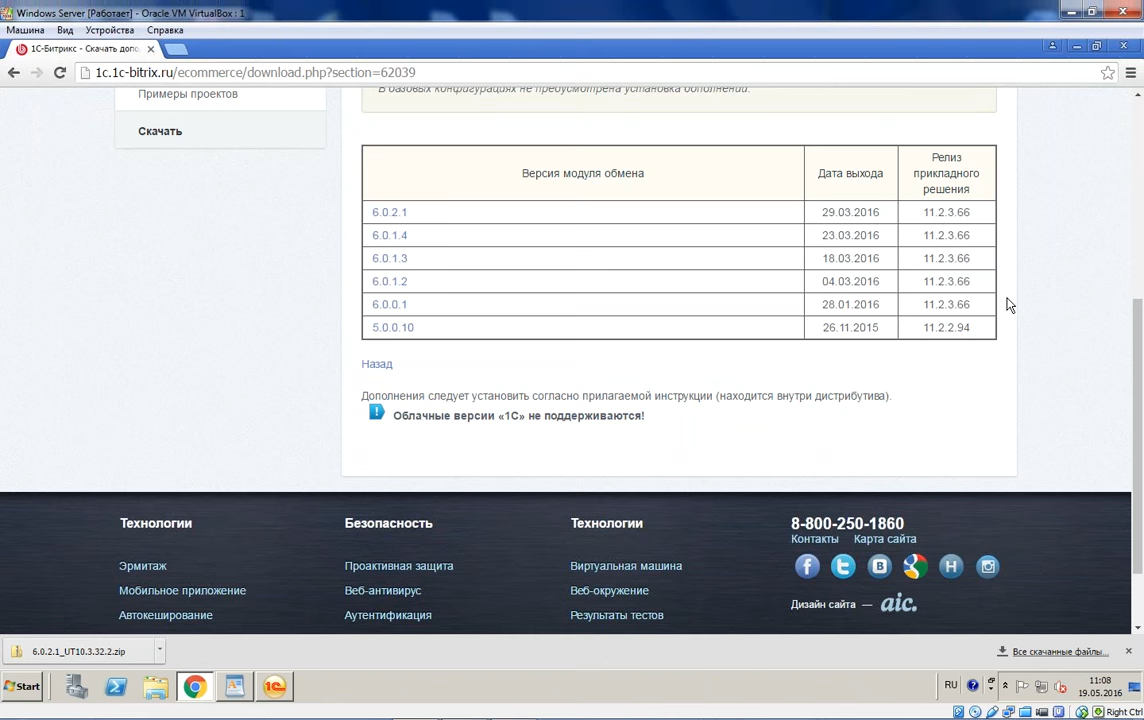 Windows Server [Работает] - Oracle VM VirtualBox : 1
Машина Вид Устройства Справка
1С-Битрикс - Скачать допо
1c.1c-bitrix.ru/ecommerce/download.php?section=62039
Примеры проектов
Скачать
В базовых конфигурациях не предусмотрена установка дополнений.
Версия модуля обмена Дата выхода Релиз прикладного решения
6.0.2.1 29.03.2016 11.2.3.66
6.0.1.4 23.03.2016 11.2.3.66
6.0.1.3 18.03.2016 11.2.3.66
6.0.1.2 04.03.2016 11.2.3.66
6.0.0.1 28.01.2016 11.2.3.66
5.0.0.10 26.11.2015 11.2.2.94
Назад
Дополнения следует установить согласно прилагаемой инструкции (находится внутри дистрибутива).
Облачные версии «1С» не поддерживаются!
Технологии Безопасность Технологии 8-800-250-1860
Контакты Карта сайта
Эрмитаж Проактивная защита Виртуальная машина
Мобильное приложение Веб-антивирус Веб-окружение
Автокеширование Аутентификация Результаты тестов
Дизайн сайта — aic.
6.0.2.1_UT10.3.32.2.zip Все скачанные файлы...
Start RU 11:08
19.05.2016
Right Ctrl